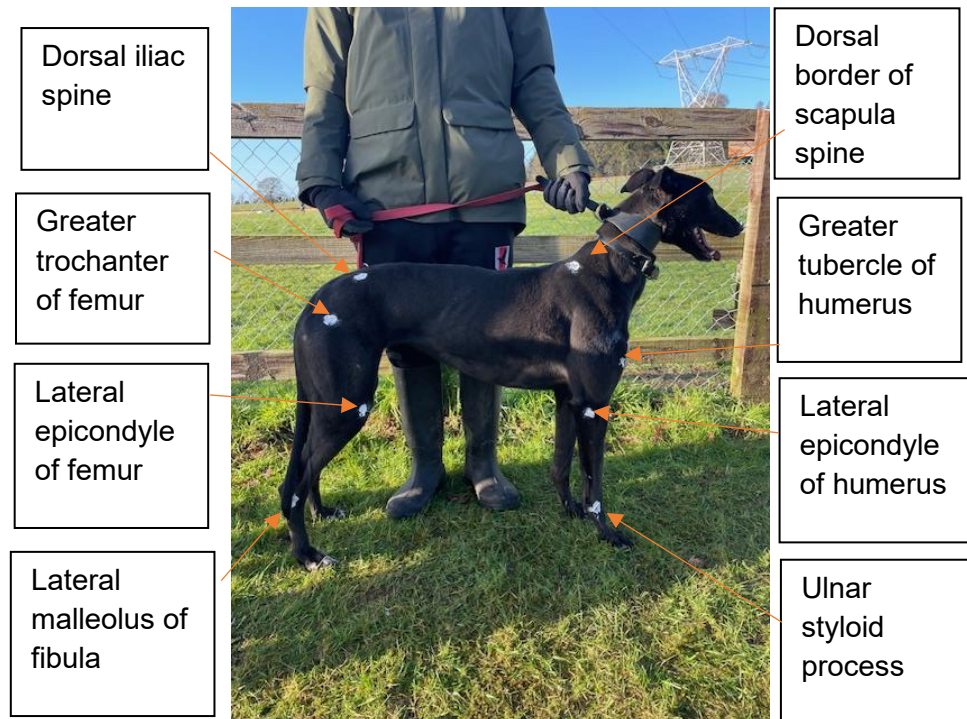 Dorsal iliac
spine
Greater
trochanter
of femur
Lateral
epicondyle
of femur
Lateral
malleolus of
fibula
Dorsal
border of
scapula
spine
Greater
tubercle of
humerus
Lateral
epicondyle
of humerus
Ulnar
styloid
process